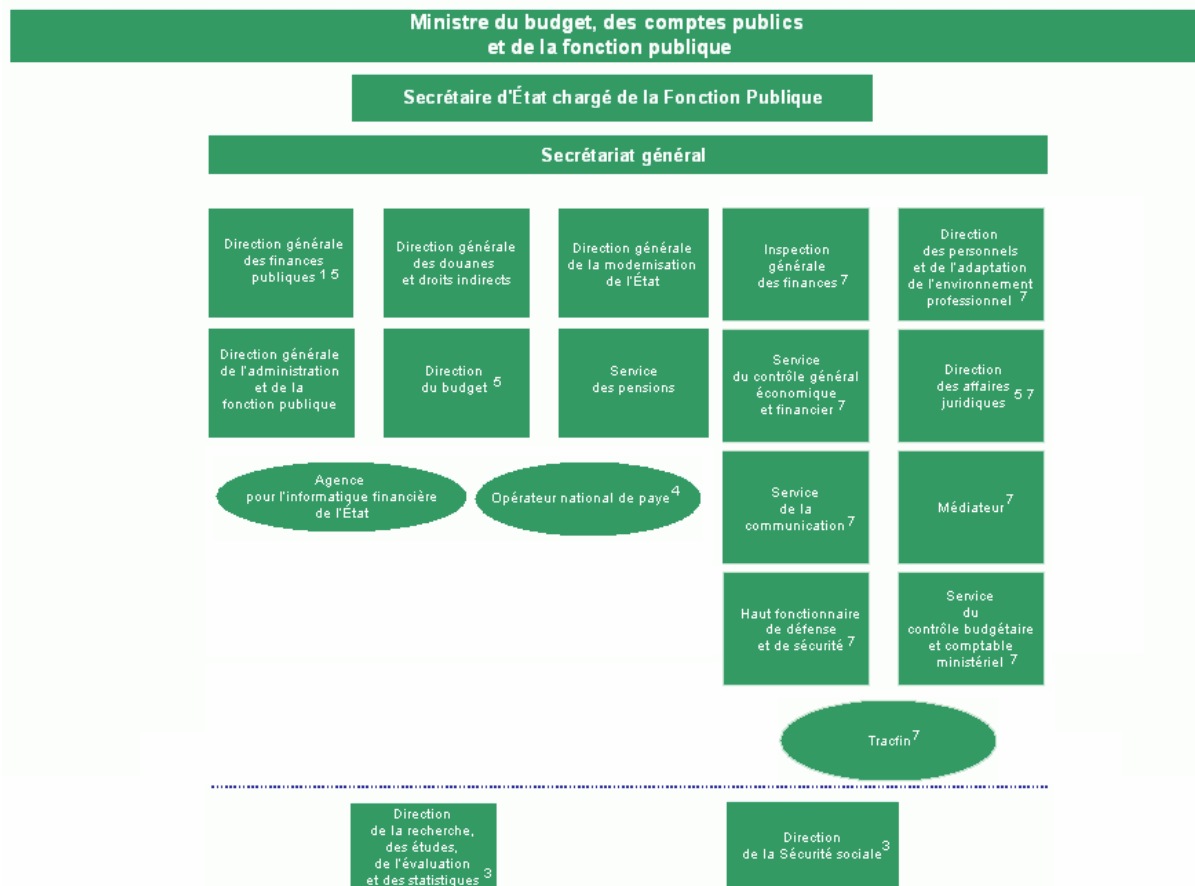 Ministre du budget, des comptes publics
et de la fonction publique
Secrétaire d'État chargé de la Fonction Publique
Secrétariat général
Direction générale
des finances
publiques 1 5
Direction générale
des douanes
et droits indirects
Direction générale
de la modernisation
de l'État
Inspection
générale
des finances 7
Direction
des personnels
et de l'adaptation
de l'environnement
professionnel 7
Direction générale
de l'administration
et de la
fonction publique
Direction
du budget 5
Service
des pensions
Service
du contrôle général
économique
et financier 7
Direction
des affaires
juridiques 5 7
Agence
pour l'informatique financière
de l'État
Opérateur national de paye 4
Service
de la
communication 7
Médiateur 7
Haut fonctionnaire
de défense
et de sécurité 7
Service
du
contrôle budgétaire
et comptable
ministériel 7
Tracfin 7
Direction
de la recherche,
des études,
de l'évaluation
et des statistiques 3
Direction
de la Sécurité sociale 3